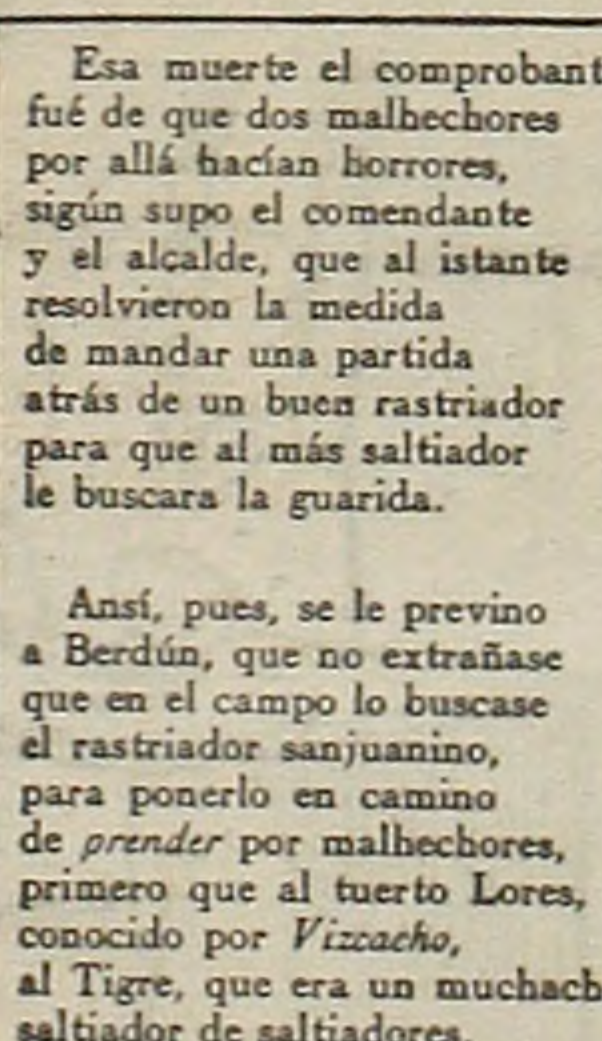 Esa muerte el comprobant
fué de que dos malhechores
por allá hacían horrores,
sigún supo el comendante
y el alcalde, que al istante
resolvieron la medida
de mandar una partida
atrás de un buen rastriador
para que al más saltiador
le buscara la guarida.

Ansí, pues, se le previno
a Berdún, que no extrañase
que en el campo lo buscase
el rastriador sanjuanino,
para ponerlo en camino
de prender por malhechores,
primero que al tuerto Lores,
conocido por Vizcacho,
al Tigre, que era un muchach
saltiador de saltiadores.